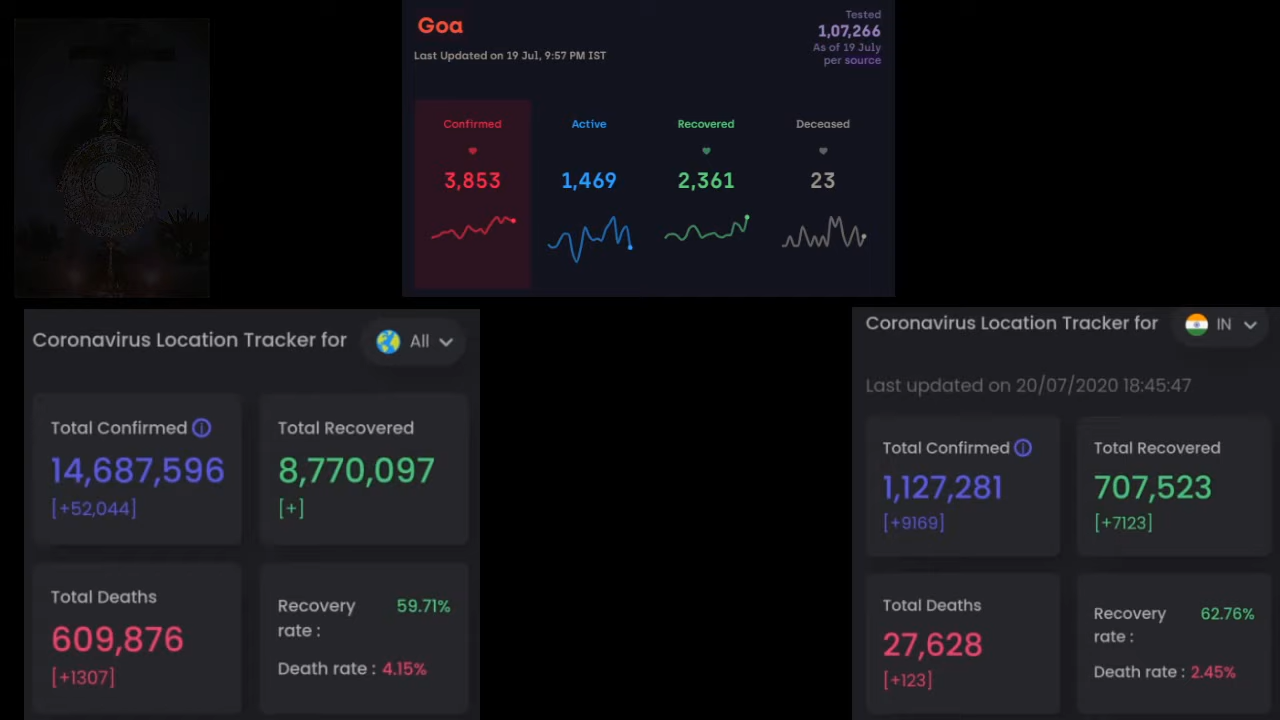 Goa
Last Updated on 19 Jul, 9:57 PM IST
Tested
1,07,266
As of 19 July
per source
Confirmed
Active
Recovered
Deceased
3,853
1,469
2,361
23
Coronavirus Location Tracker for
All
Total Confirmed
14,687,596
[+52,044]
Total Recovered
8,770,097
[+]
Total Deaths
609,876
[+1307]
Recovery
rate :
59.71%
Death rate : 4.15%
Coronavirus Location Tracker for
IN
Last updated on 20/07/2020 18:45:47
Total Confirmed
1,127,281
[+9169]
Total Recovered
707,523
[+7123]
Total Deaths
27,628
[+123]
Recovery
rate :
62.76%
Death rate : 2.45%